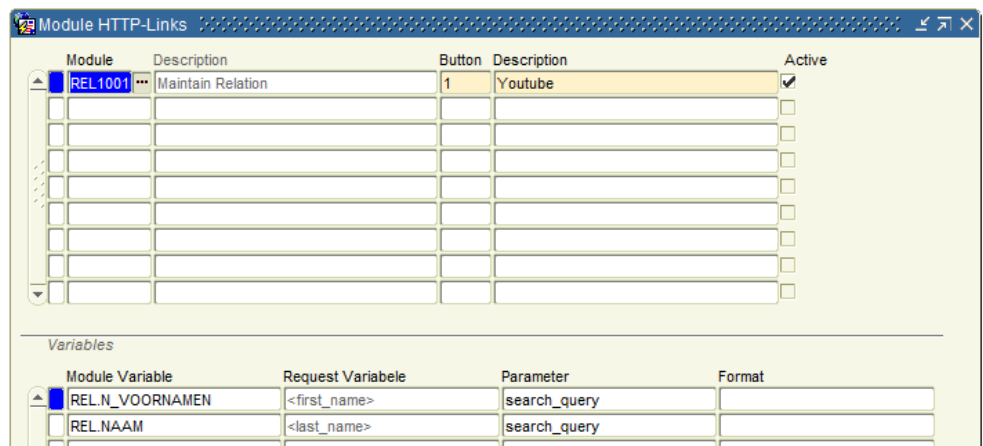 Module HTTP-Links
Module Description Button Description Active
REL1001 ... Maintain Relation 1 Youtube
Variables
Module Variable Request Variabele Parameter Format
REL.N_VOORNAMEN <first_name> search_query
REL.NAAM <last_name> search_query